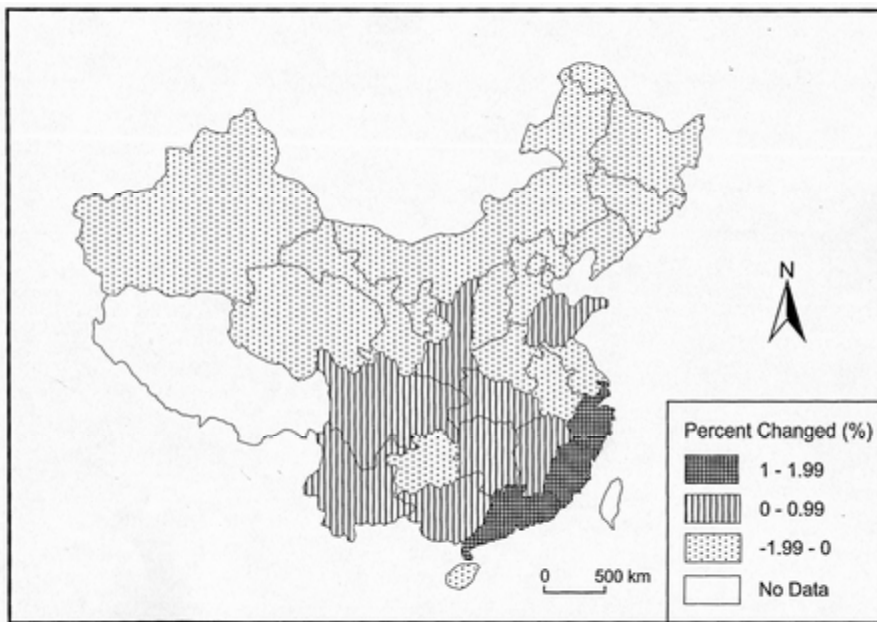 N
Percent Changed (%)
1 - 1.99
0 - 0.99
-1.99 - 0
No Data
0 500 km